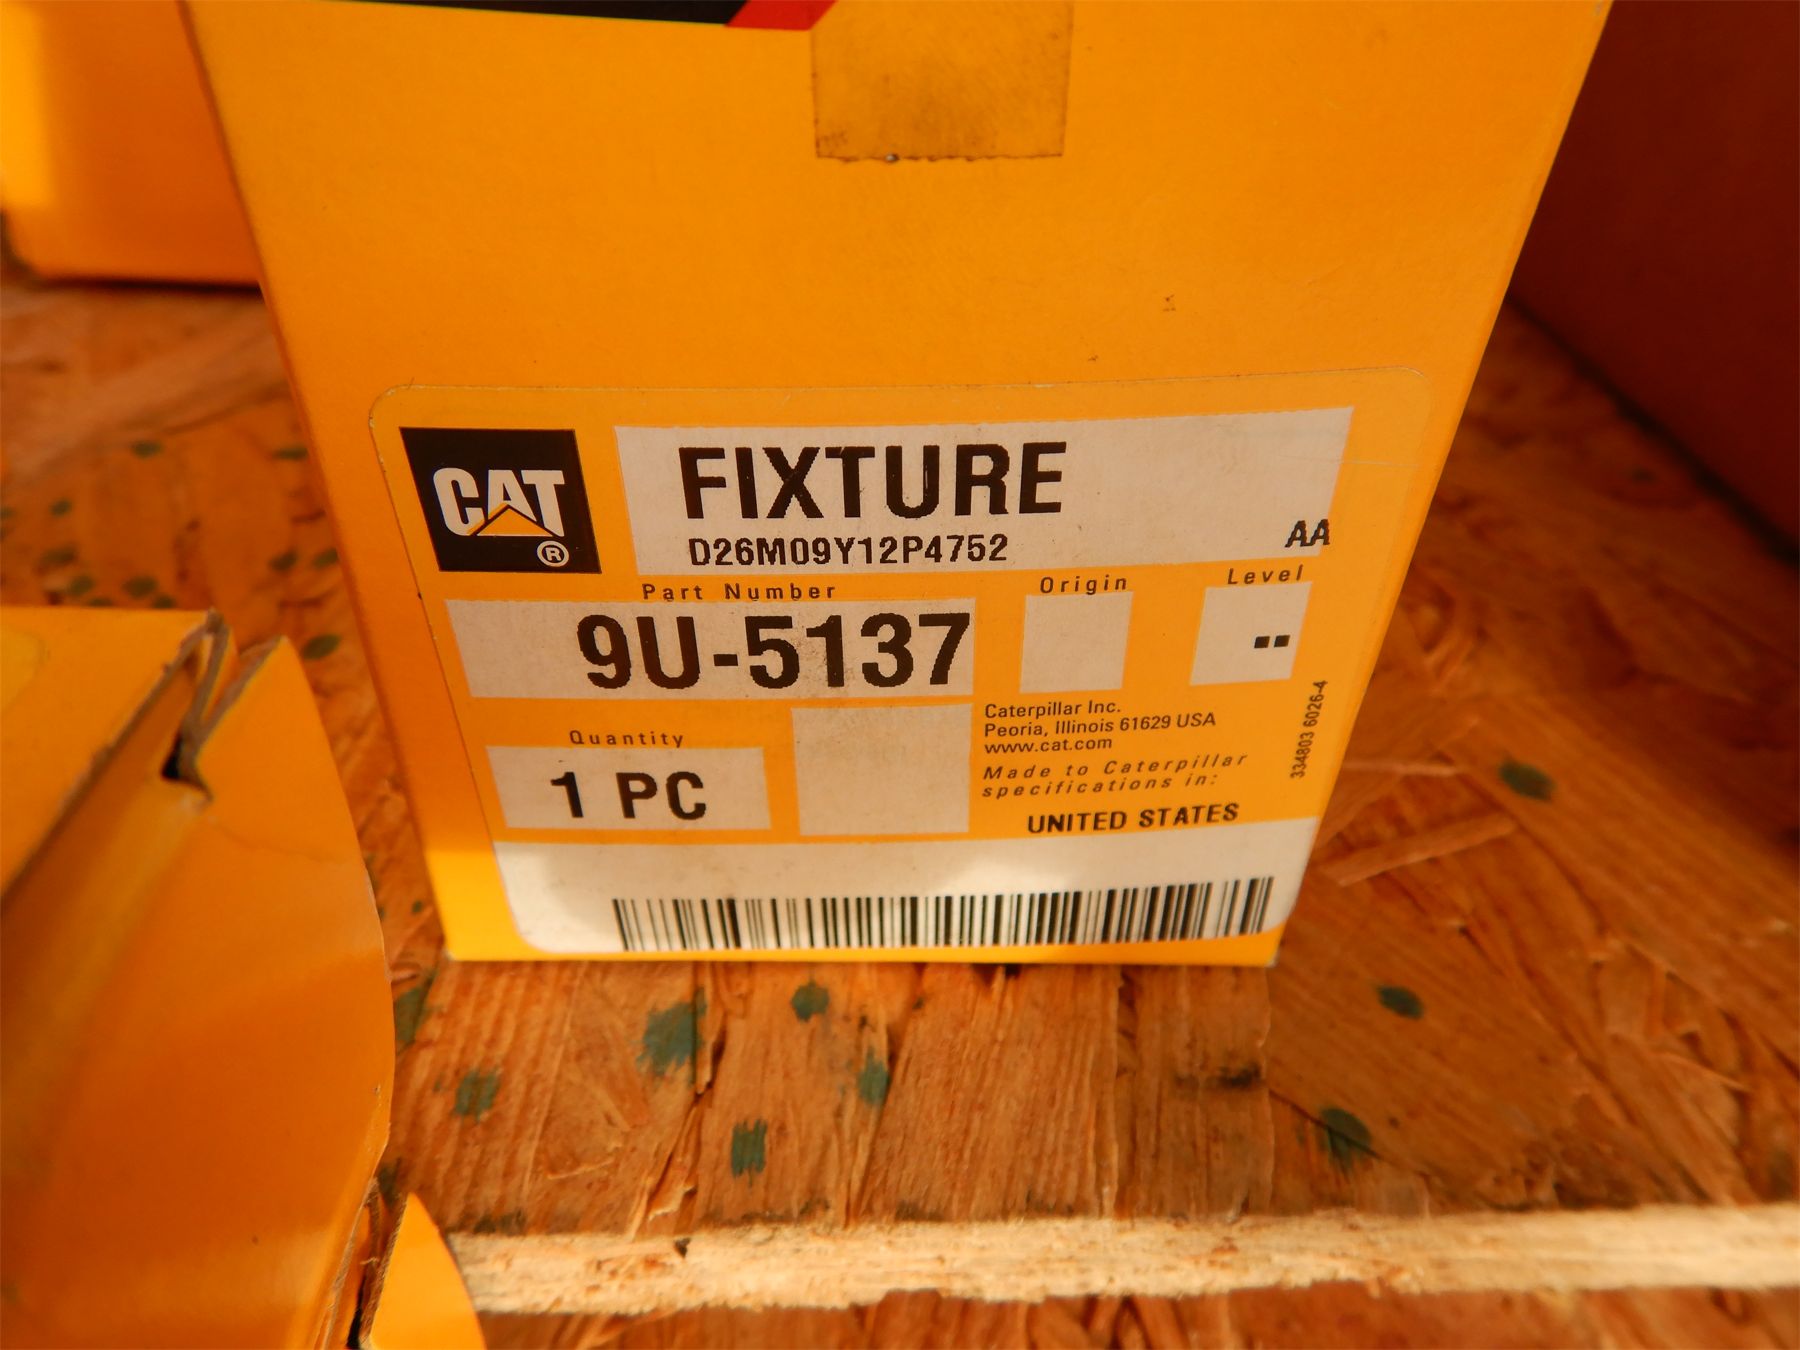 CAT®
FIXTURE
D26M09Y12P4752
AA
Part Number
Origin
Level
9U-5137
--
Quantity
1 PC
Caterpillar Inc.
Peoria, Illinois 61629 USA
www.cat.com
Made to Caterpillar
specifications in:
UNITED STATES
334803 6026-4